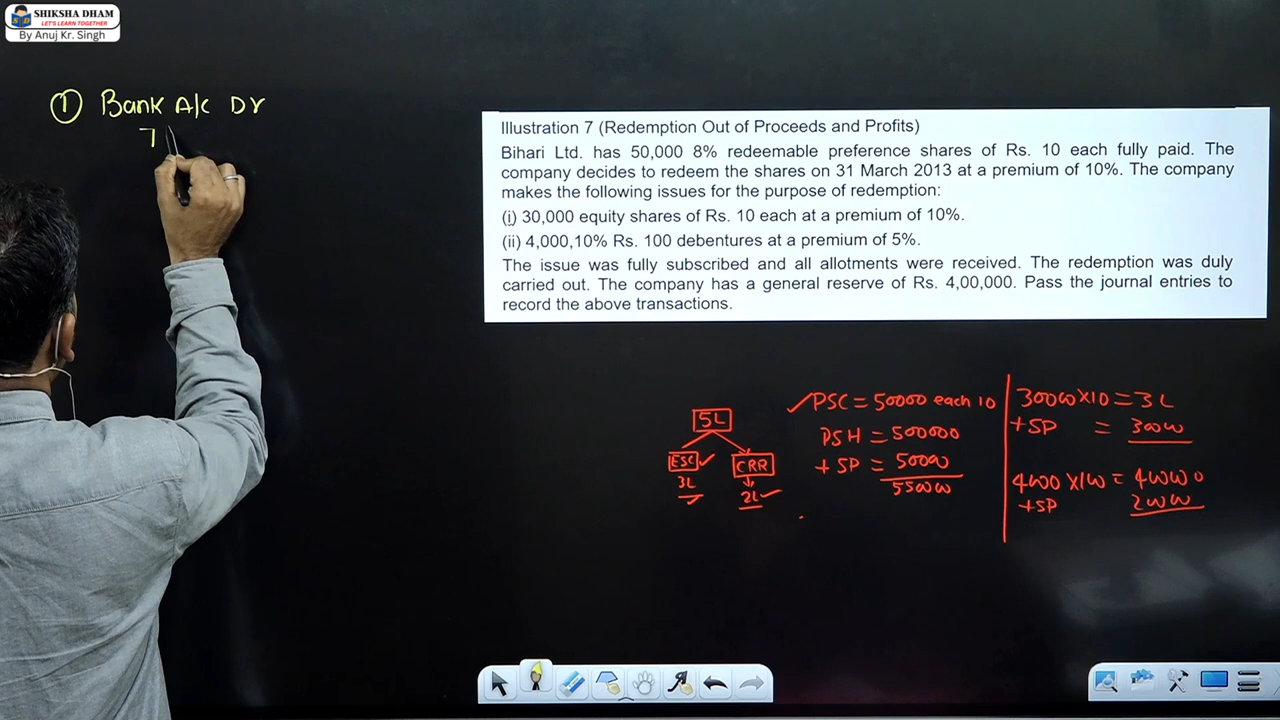 SHIKSHA DHAM
LET'S LEARN TOGETHER
By Anuj Kr. Singh
① Bank A/C Dr
7
Illustration 7 (Redemption Out of Proceeds and Profits)
Bihari Ltd. has 50,000 8% redeemable preference shares of Rs. 10 each fully paid. The
company decides to redeem the shares on 31 March 2013 at a premium of 10%. The company
makes the following issues for the purpose of redemption:
(i) 30,000 equity shares of Rs. 10 each at a premium of 10%.
(ii) 4,000,10% Rs. 100 debentures at a premium of 5%.
The issue was fully subscribed and all allotments were received. The redemption was duly
carried out. The company has a general reserve of Rs. 4,00,000. Pass the journal entries to
record the above transactions.
5L
ESC CRR
3L 2L
PSC = 50000 each 10
PSH = 500000
+ SP = 50000
550000
30000×10 = 3L
+SP = 30000
4000×100 = 400000
+SP 20000